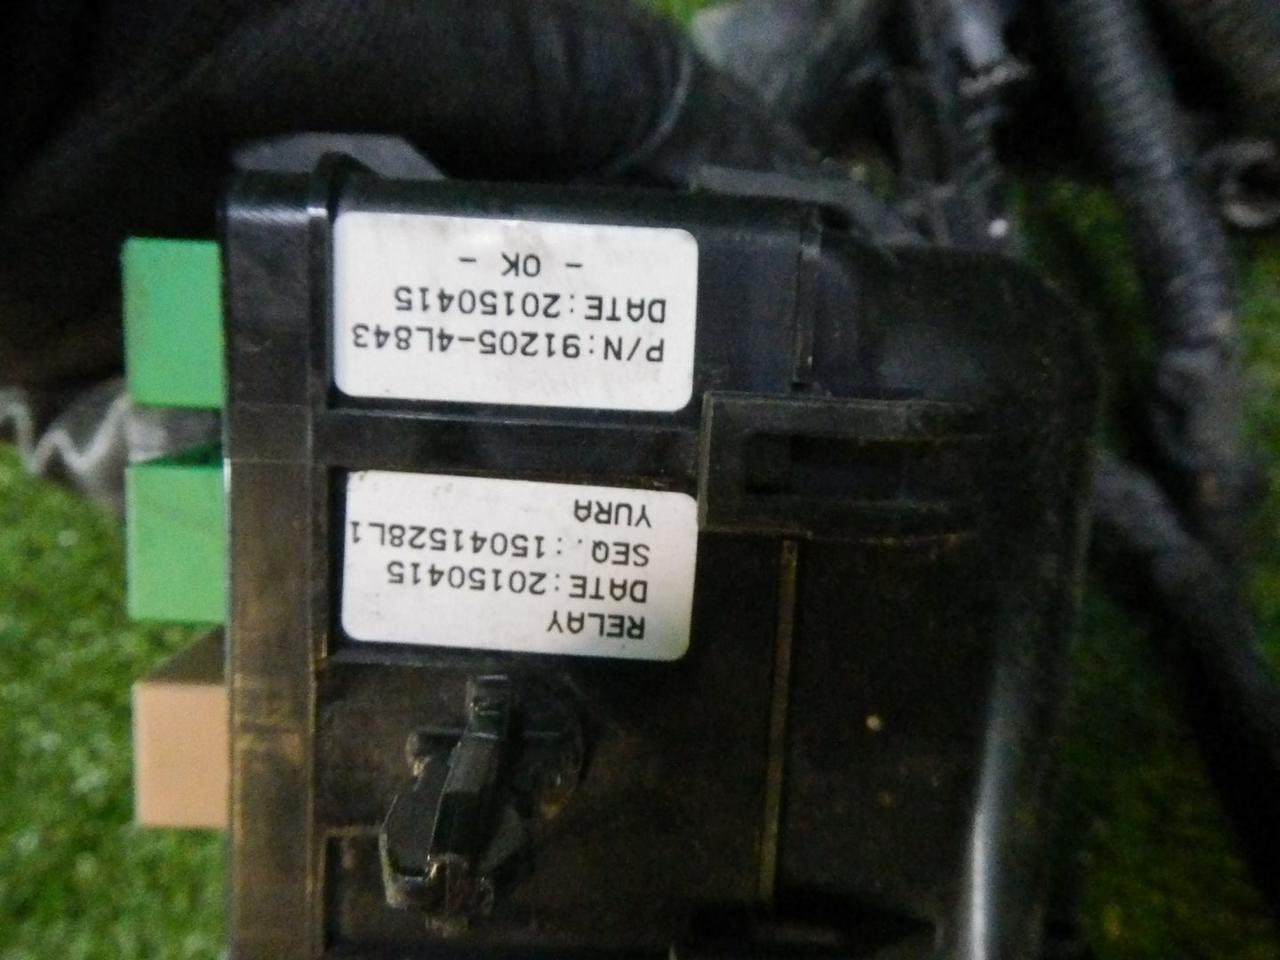 RELAY
DATE:20150415
SEQ.:15041528L1
YURA
P/N:91205-4L843
DATE:20150415
- OK -